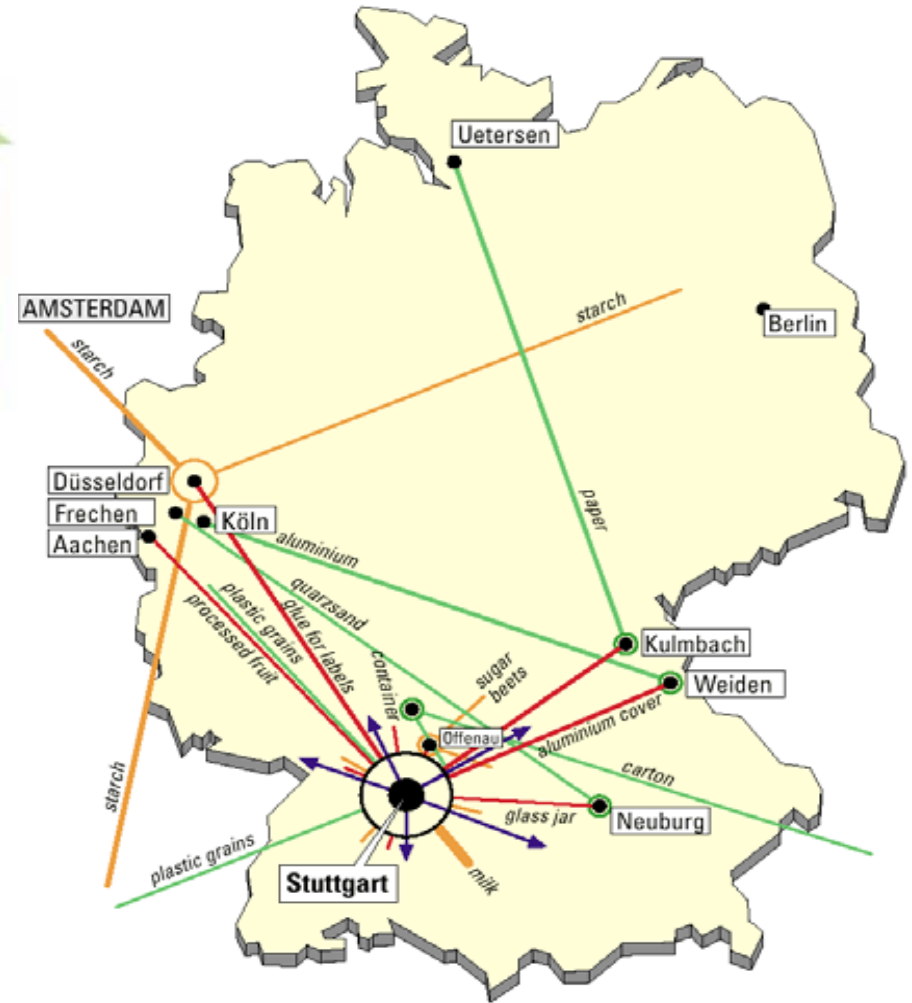 Uetersen
AMSTERDAM
starch
starch
Berlin
Düsseldorf
Frechen
Köln
Aachen
paper
aluminium
quarzsand
plastic grains
glue for labels
processed fruit
container
sugar
beets
Kulmbach
Weiden
Offenau
aluminium cover
carton
starch
glass jar
Neuburg
plastic grains
Stuttgart
milk